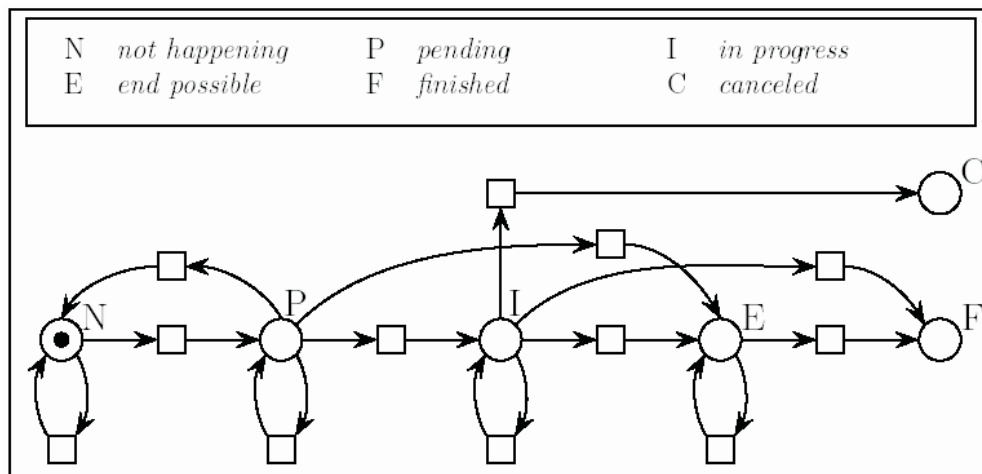 N not happening P pending I in progress
E end possible F finished C canceled
C
P I
N E F